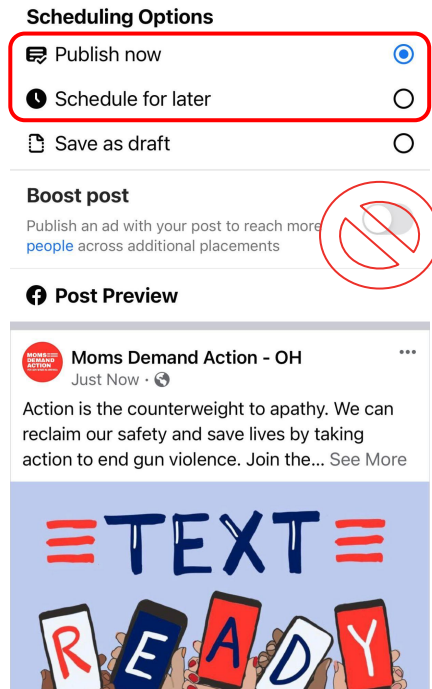 Scheduling Options
Publish now
Schedule for later
Save as draft
Boost post
Publish an ad with your post to reach more
people across additional placements
Post Preview
MOMS
DEMAND
ACTION
Moms Demand Action - OH
Just Now ·
Action is the counterweight to apathy. We can
reclaim our safety and save lives by taking
action to end gun violence. Join the... See More
TEXT
READY